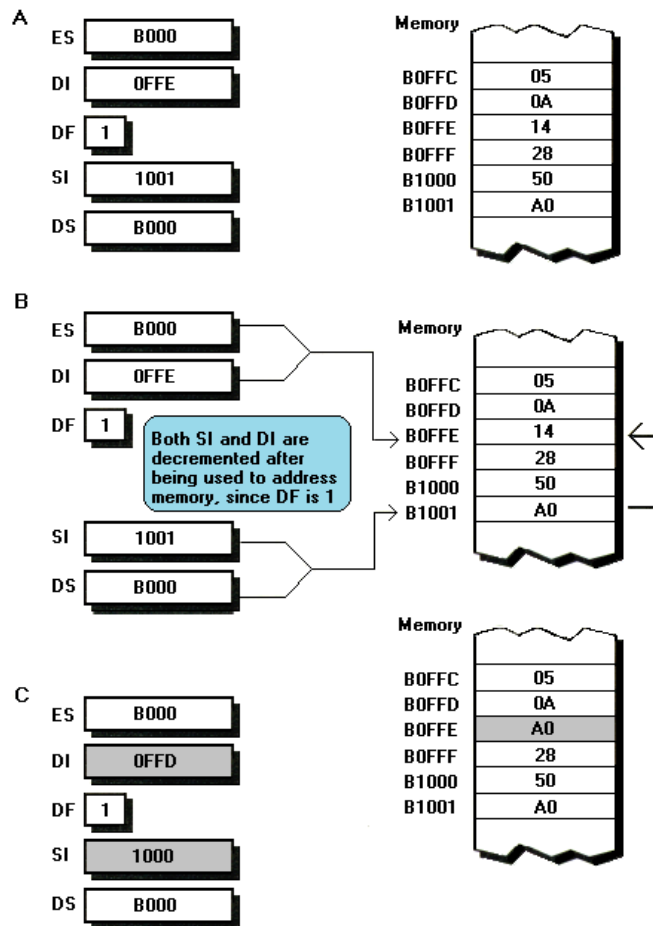 A
ES B000
DI 0FFE
DF 1
SI 1001
DS B000
Memory
B0FFC 05
B0FFD 0A
B0FFE 14
B0FFF 28
B1000 50
B1001 A0
B
ES B000
DI 0FFE
DF 1
Both SI and DI are
decremented after
being used to address
memory, since DF is 1
SI 1001
DS B000
Memory
B0FFC 05
B0FFD 0A
B0FFE 14
B0FFF 28
B1000 50
B1001 A0
C
ES B000
DI 0FFD
DF 1
SI 1000
DS B000
Memory
B0FFC 05
B0FFD 0A
B0FFE A0
B0FFF 28
B1000 50
B1001 A0